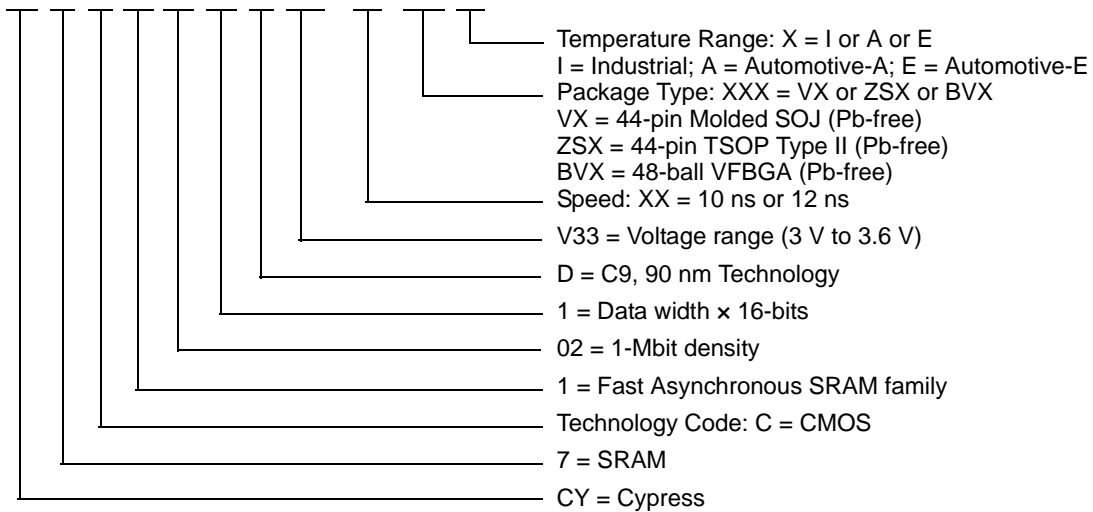 Temperature Range: X = I or A or E
I = Industrial; A = Automotive-A; E = Automotive-E
Package Type: XXX = VX or ZSX or BVX
VX = 44-pin Molded SOJ (Pb-free)
ZSX = 44-pin TSOP Type II (Pb-free)
BVX = 48-ball VFBGA (Pb-free)
Speed: XX = 10 ns or 12 ns
V33 = Voltage range (3 V to 3.6 V)
D = C9, 90 nm Technology
1 = Data width × 16-bits
02 = 1-Mbit density
1 = Fast Asynchronous SRAM family
Technology Code: C = CMOS
7 = SRAM
CY = Cypress